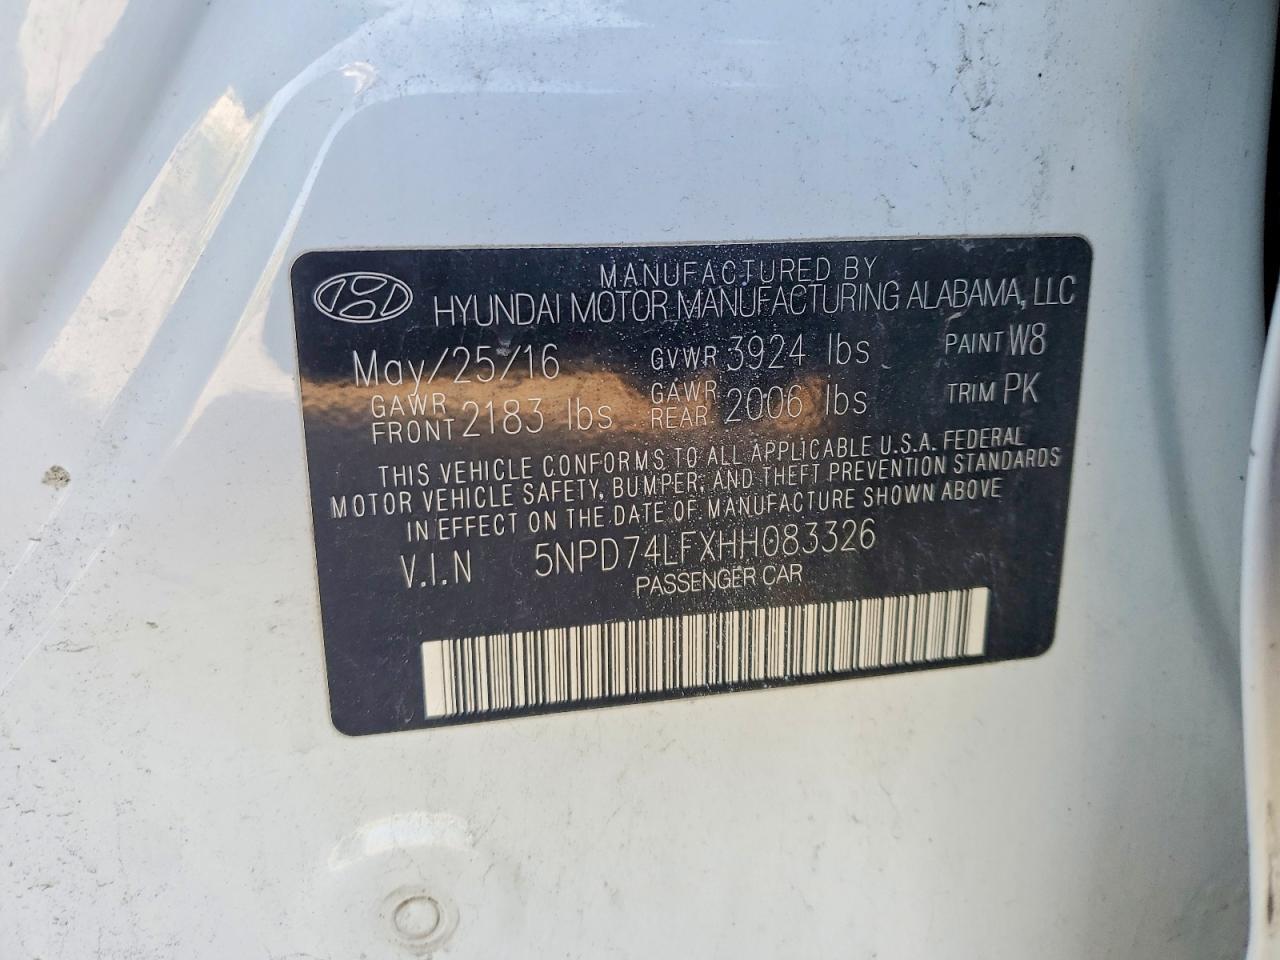 MANUFACTURED BY
HYUNDAI MOTOR MANUFACTURING ALABAMA, LLC
May/25/16 GVWR 3924 lbs PAINT W8
GAWR FRONT 2183 lbs GAWR REAR 2006 lbs TRIM PK
THIS VEHICLE CONFORMS TO ALL APPLICABLE U.S.A. FEDERAL
MOTOR VEHICLE SAFETY, BUMPER, AND THEFT PREVENTION STANDARDS
IN EFFECT ON THE DATE OF MANUFACTURE SHOWN ABOVE
V.I.N 5NPD74LFXHH083326
PASSENGER CAR